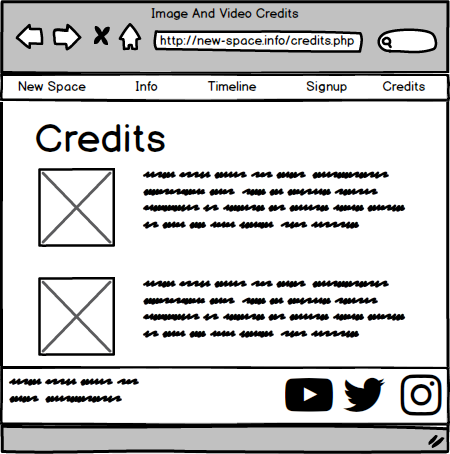 Image And Video Credits
http://new-space.info/credits.php
New Space Info Timeline Signup Credits
Credits